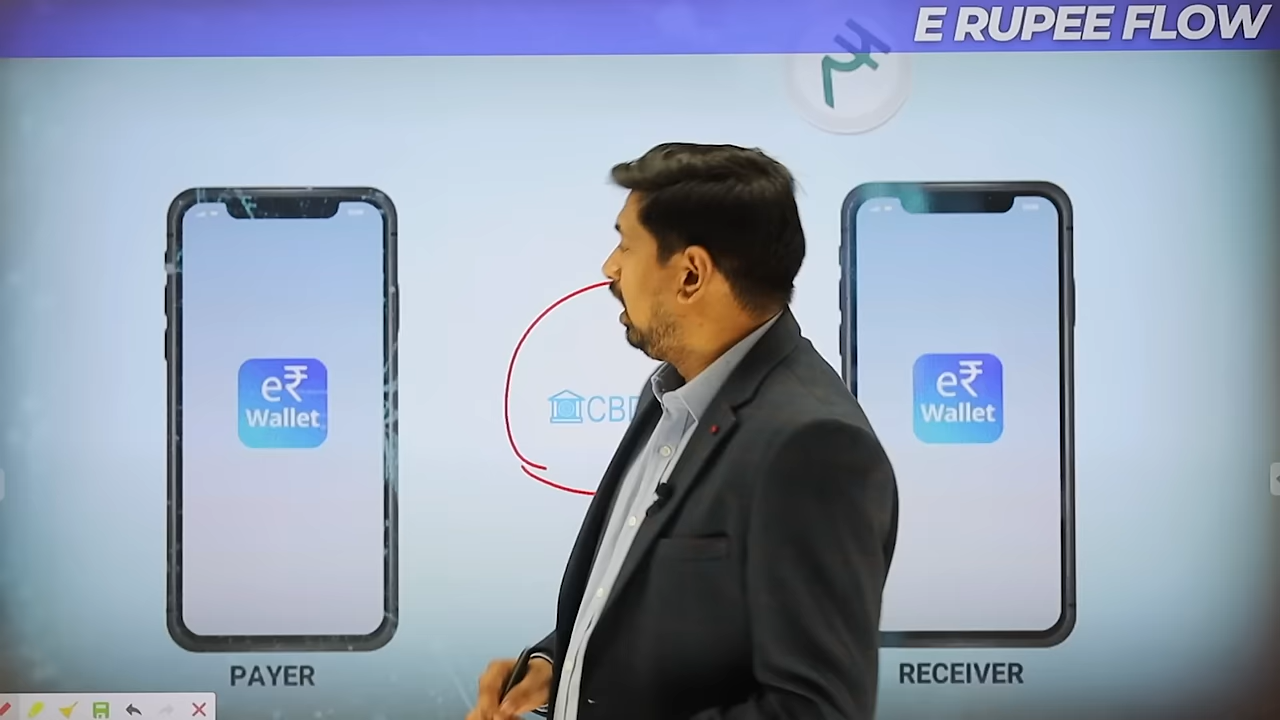 E RUPEE FLOW
e₹
Wallet
e₹
Wallet
PAYER
RECEIVER